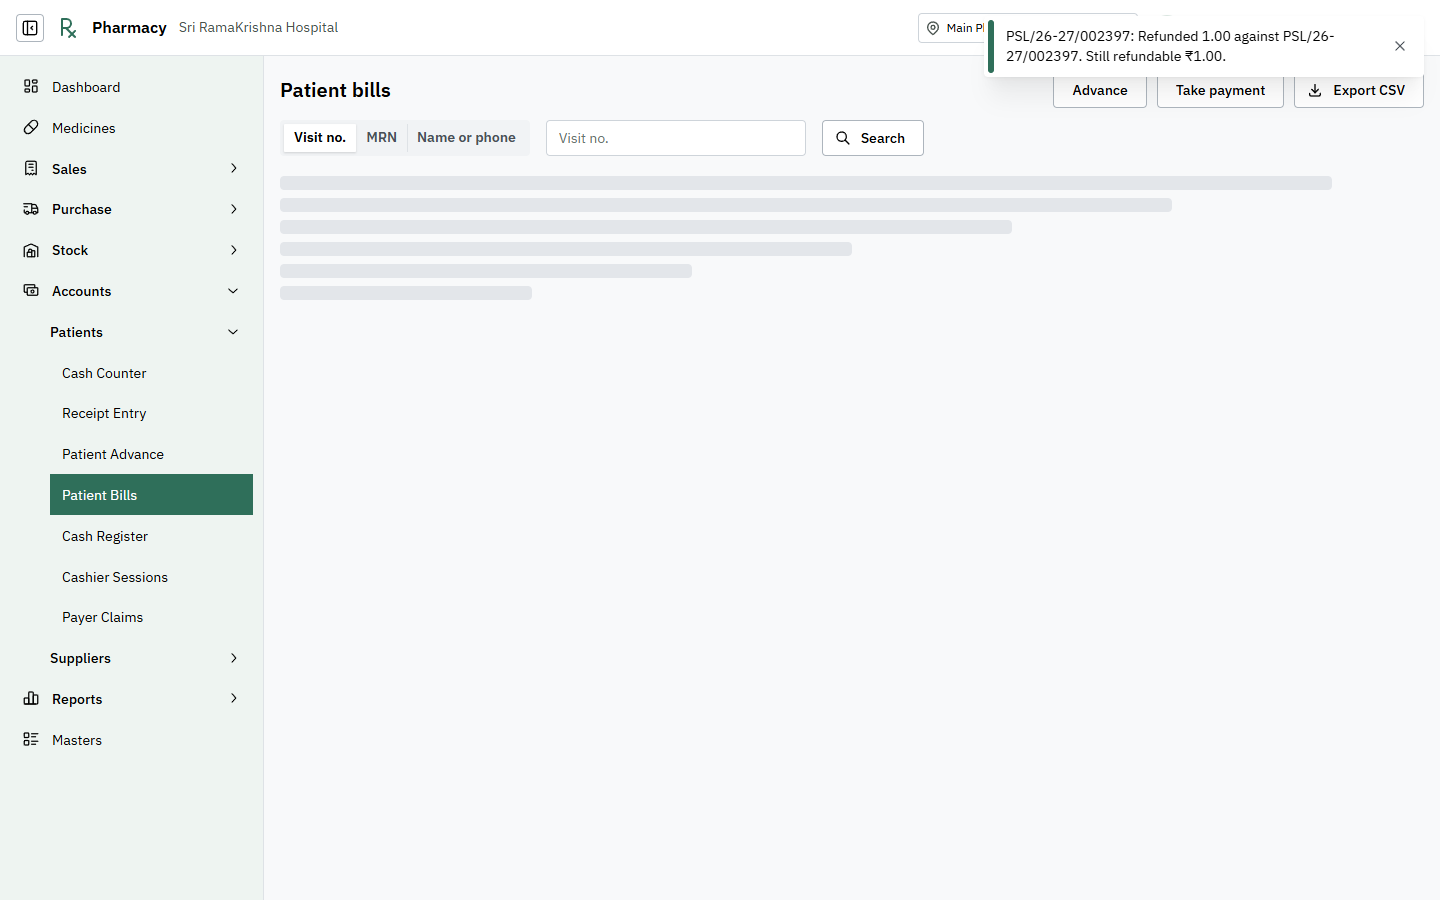 Pharmacy Sri RamaKrishna Hospital
Main
PSL/26-27/002397: Refunded 1.00 against PSL/26-
27/002397. Still refundable ₹1.00.
Patient bills
Advance
Take payment
Export CSV
Visit no.
MRN
Name or phone
Visit no.
Search
Dashboard
Medicines
Sales
Purchase
Stock
Accounts
Patients
Cash Counter
Receipt Entry
Patient Advance
Patient Bills
Cash Register
Cashier Sessions
Payer Claims
Suppliers
Reports
Masters